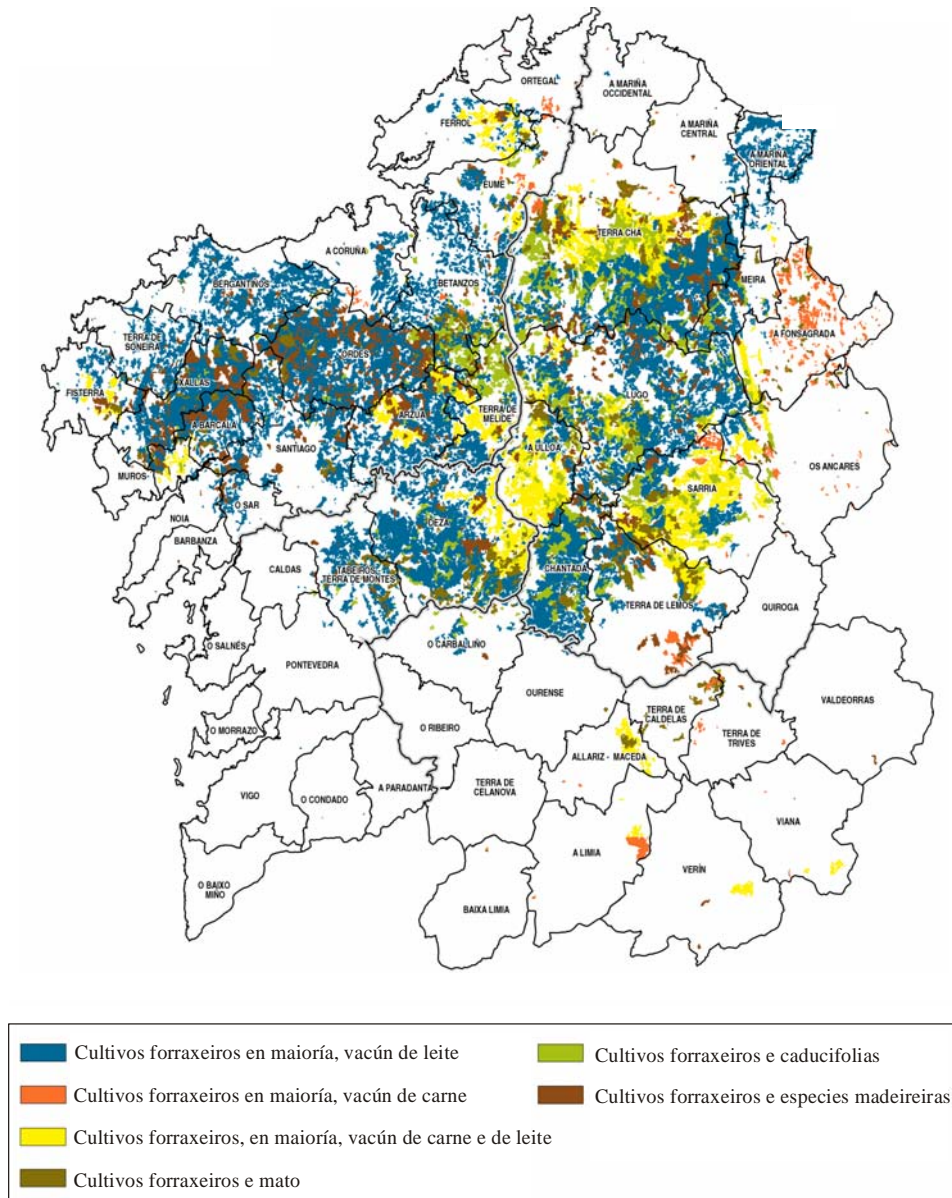 ORTEGAL
A MARIÑA
OCCIDENTAL
A MARIÑA
CENTRAL
FERROL
A MARIÑA
ORIENTAL
EUME
TERRA CHA
A CORUÑA
BETANZOS
MEIRA
BERGANTIÑOS
A FONSAGRADA
TERRA DE
SONEIRA
ORDES
XALLAS
FISTERRA
LUGO
ARZÚA
TERRA
DE MELIDE
A BARCALA
SANTIAGO
A ULLOA
OS ANCARES
MUROS
SARRIA
O SAR
NOIA
DEZA
BARBANZA
CALDAS
TABEIROS
TERRA DE MONTES
CHANTADA
TERRA DE LEMOS
QUIROGA
O SALNÉS
O CARBALLIÑO
PONTEVEDRA
OURENSE
VALDEORRAS
TERRA DE
CALDELAS
O MORRAZO
O RIBEIRO
TERRA DE
TRIVES
ALLARIZ - MACEDA
VIGO
O CONDADO
A PARADANTA
TERRA DE
CELANOVA
VIANA
A LIMIA
VERÍN
O BAIXO
MIÑO
BAIXA LIMIA
Cultivos forraxeiros en maioría, vacún de leite
Cultivos forraxeiros e caducifolias
Cultivos forraxeiros en maioría, vacún de carne
Cultivos forraxeiros e especies madeireiras
Cultivos forraxeiros, en maioría, vacún de carne e de leite
Cultivos forraxeiros e mato